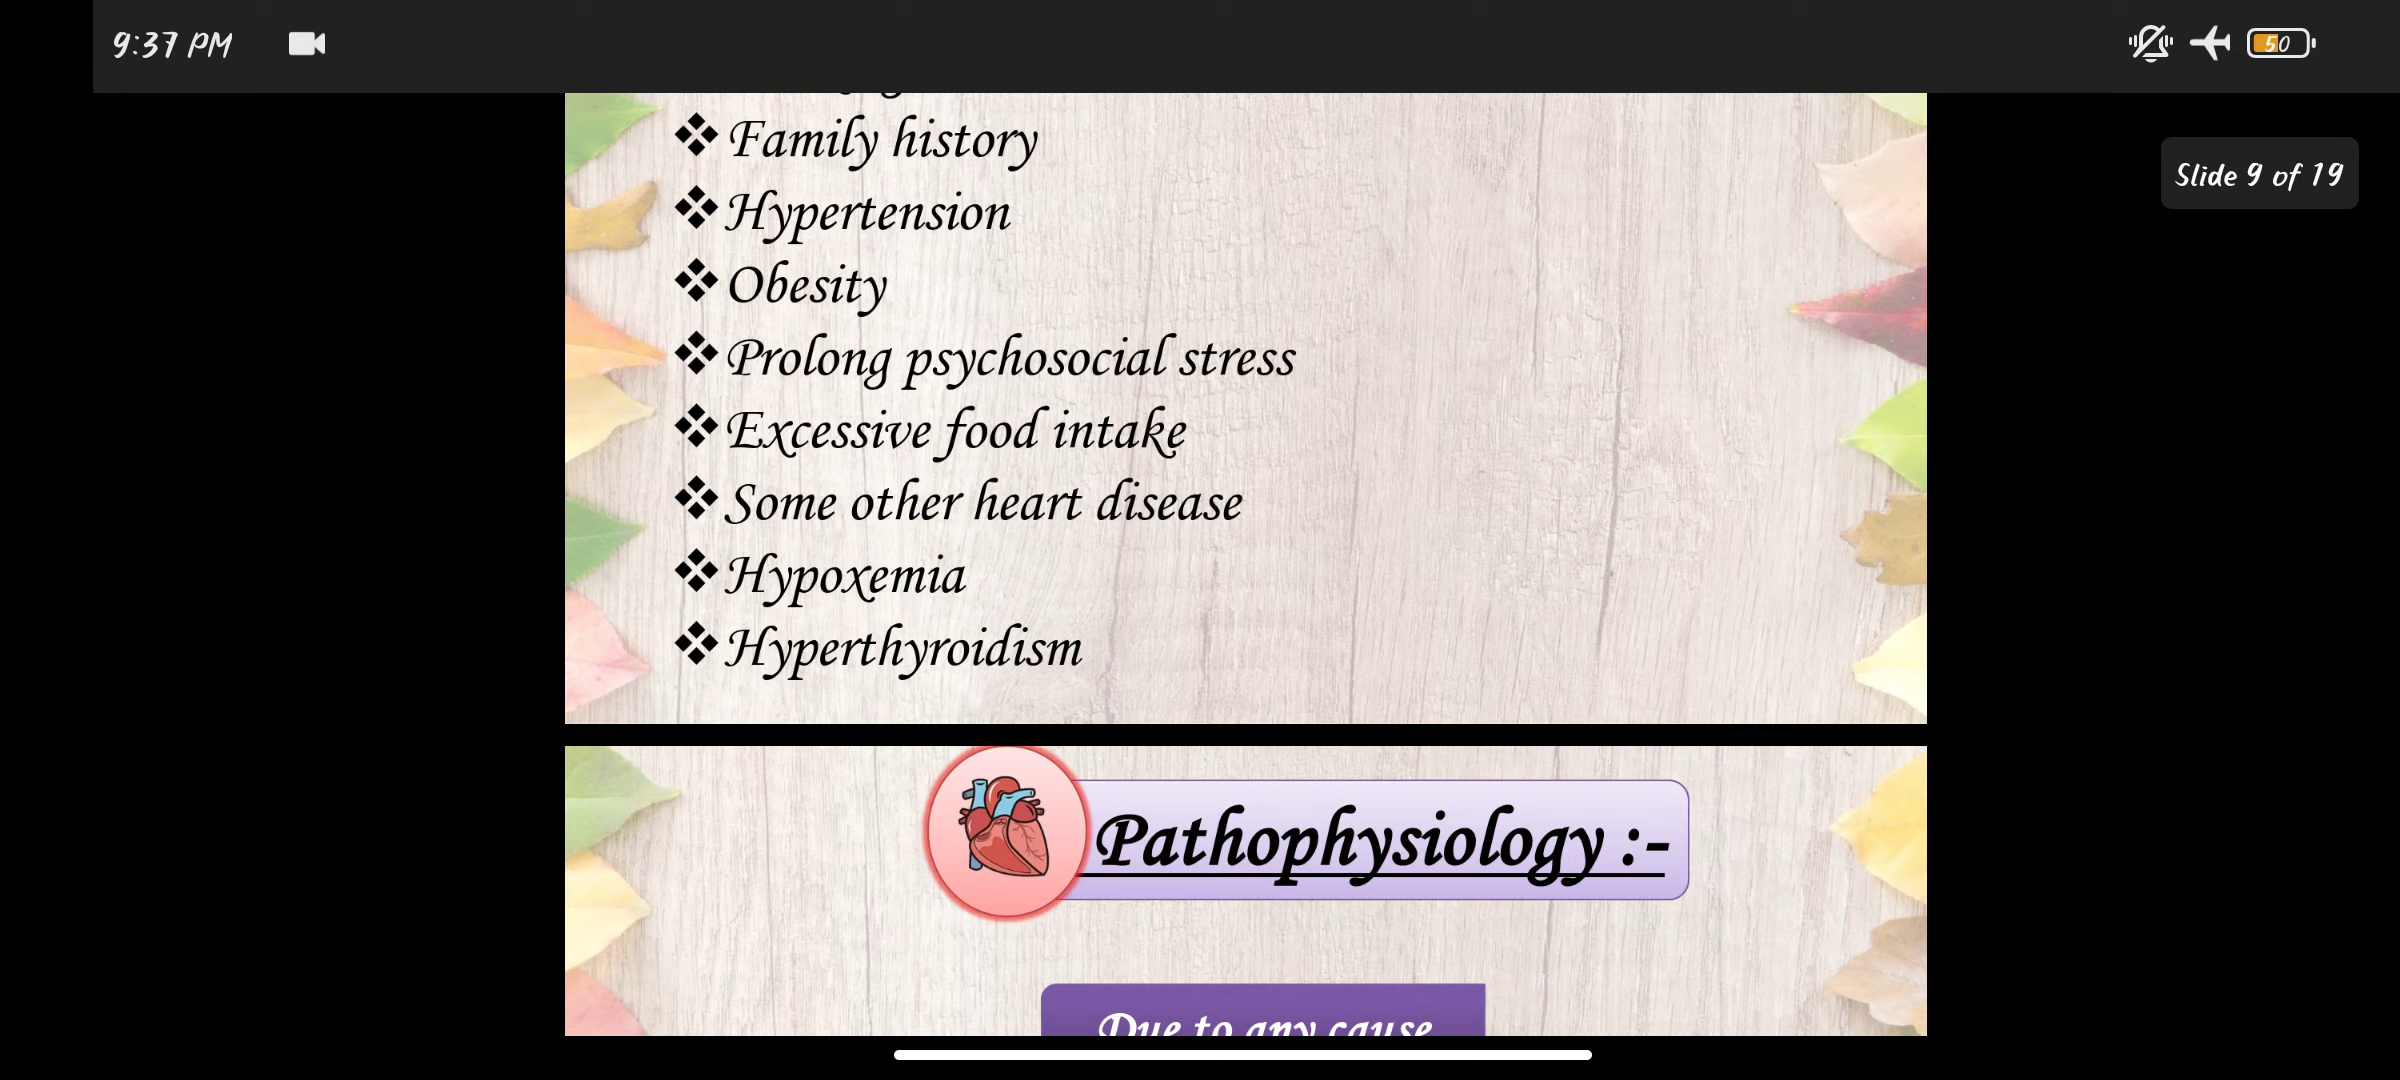 9:37 PM
50
Slide 9 of 19
❖Family history
❖Hypertension
❖Obesity
❖Prolong psychosocial stress
❖Excessive food intake
❖Some other heart disease
❖Hypoxemia
❖Hyperthyroidism
Pathophysiology :-
Due to any cause